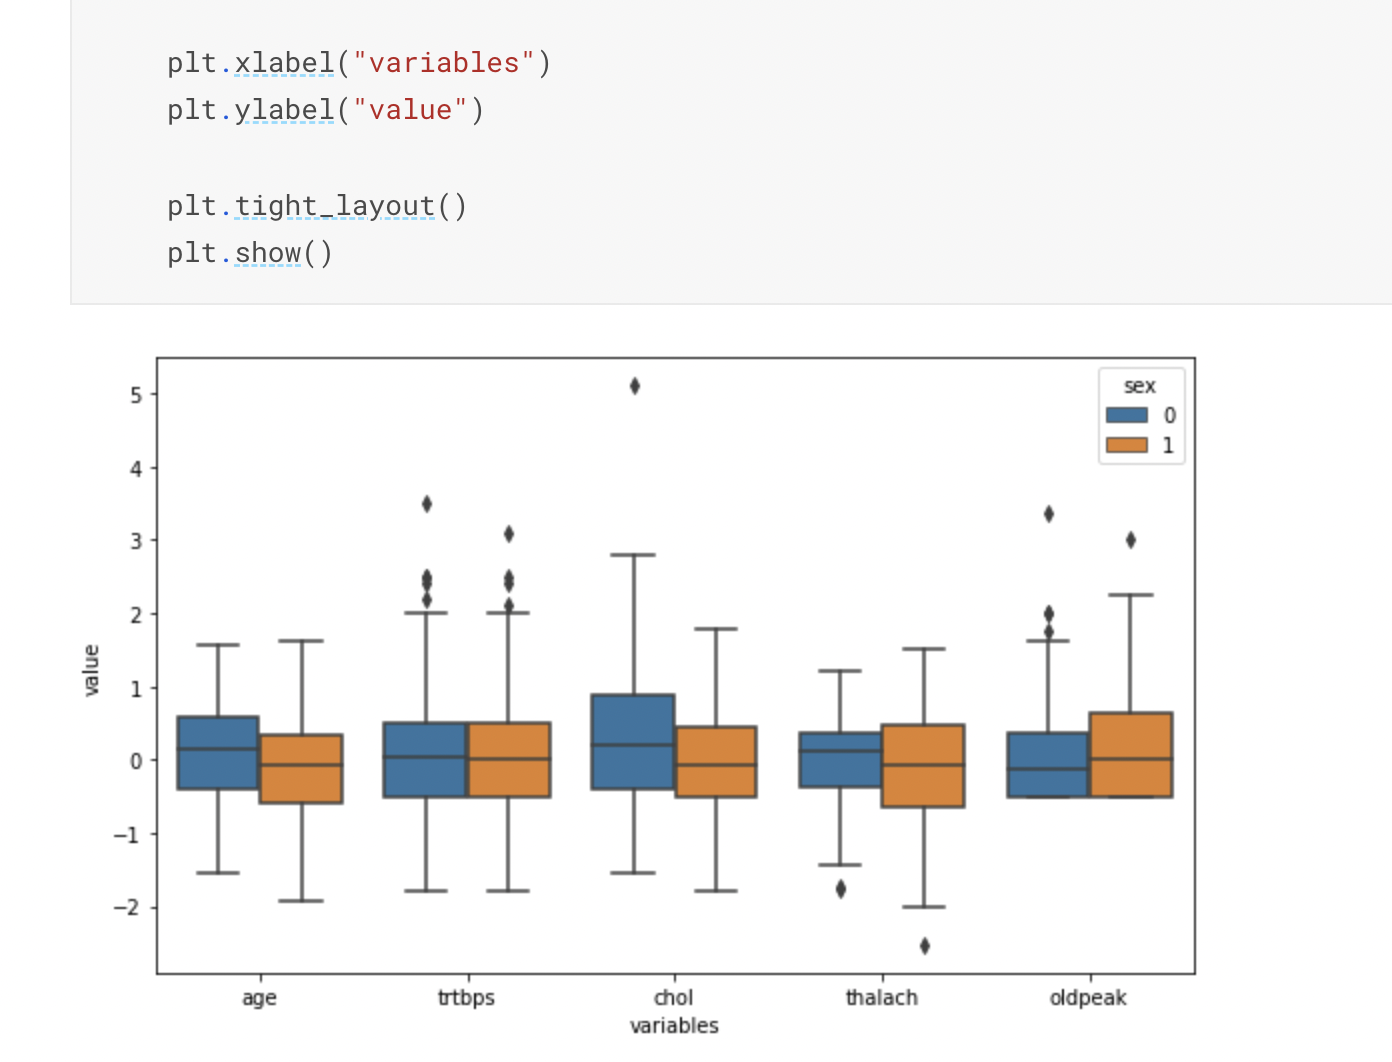 plt.xlabel("variables")
plt.ylabel("value")
plt.tight_layout()
plt.show()
sex
0
1
5
4
3
2
1
0
−1
−2
value
age trtbps chol thalach oldpeak
variables